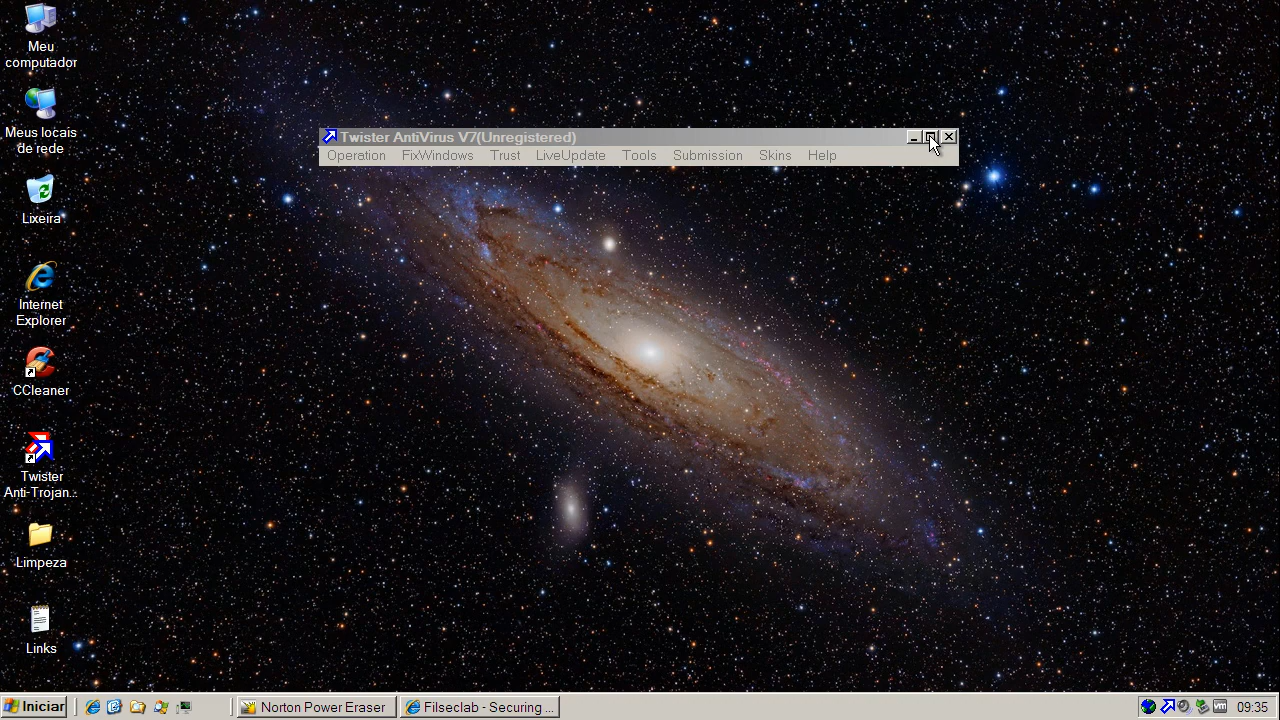 Meu
computador
Meus locais
de rede
Lixeira
Internet
Explorer
CCleaner
Twister
Anti-Trojan...
Limpeza
Links
Twister AntiVirus V7(Unregistered)
Operation FixWindows Trust LiveUpdate Tools Submission Skins Help
Iniciar Norton Power Eraser Filseclab - Securing ... vm 09:35